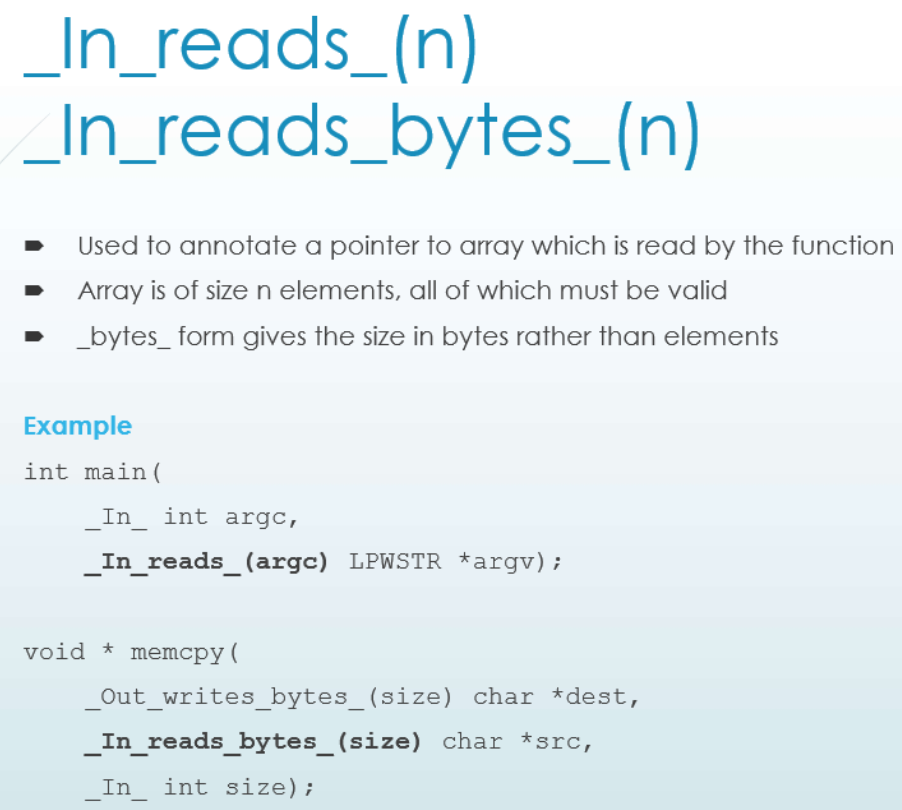 _In_reads_(n)
_In_reads_bytes_(n)
Used to annotate a pointer to array which is read by the function
Array is of size n elements, all of which must be valid
_bytes_ form gives the size in bytes rather than elements
Example
int main(
    _In_ int argc,
    _In_reads_(argc) LPWSTR *argv);
void * memcpy(
    _Out_writes_bytes_(size) char *dest,
    _In_reads_bytes_(size) char *src,
    _In_ int size);